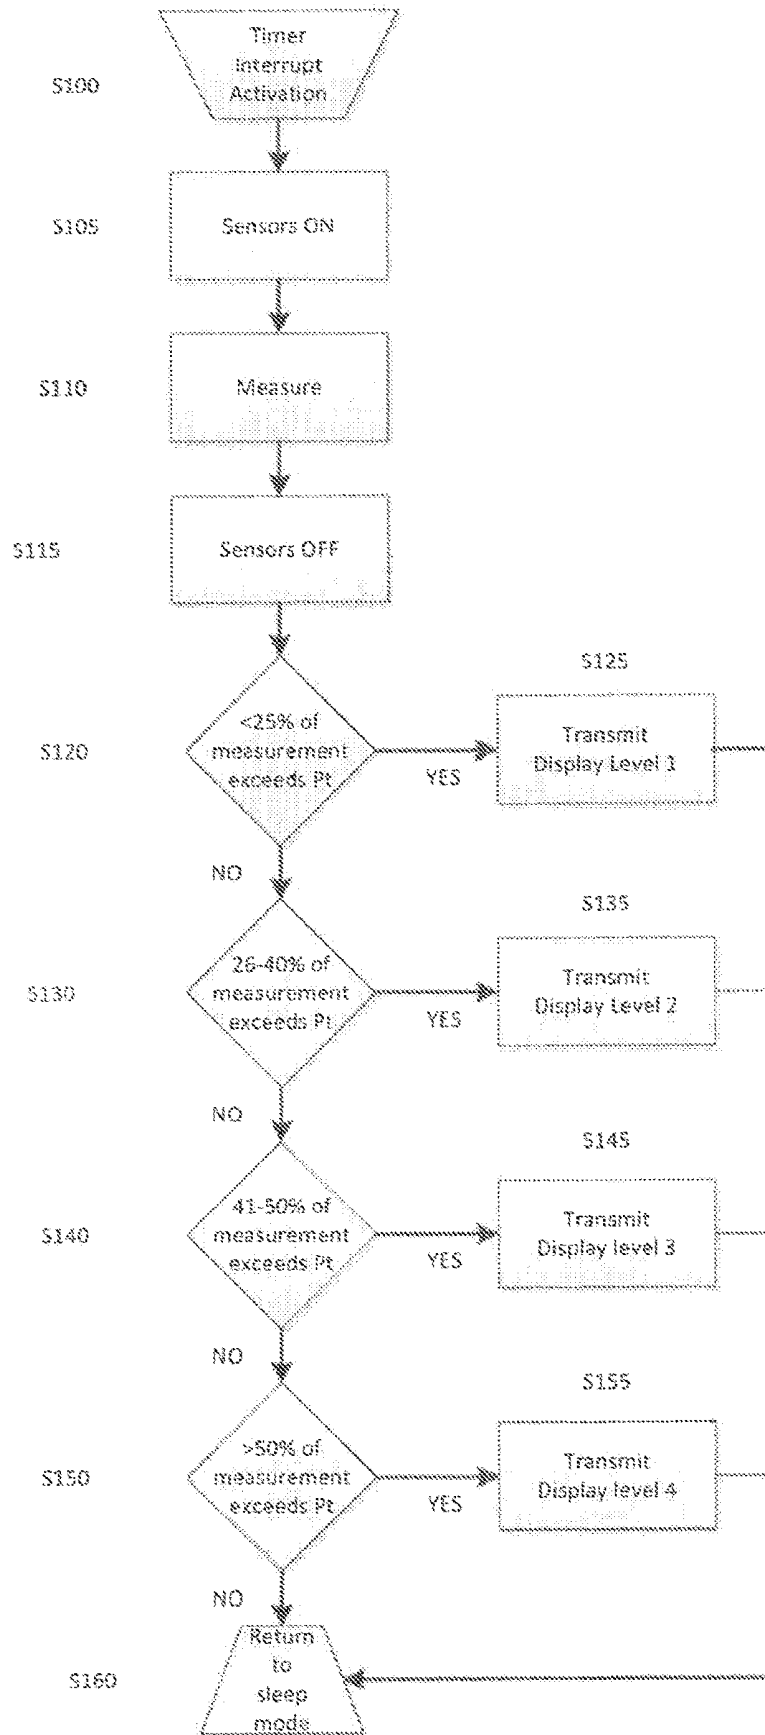 Timer
Interrupt
Activation
S100
Sensors ON
S105
Measure
S110
Sensors OFF
S115
<25% of
measurement
exceeds Pt
S120
YES
S125
Transmit
Display Level 1
NO
26-40% of
measurement
exceeds Pt
S130
YES
S135
Transmit
Display Level 2
NO
41-50% of
measurement
exceeds Pt
S140
YES
S145
Transmit
Display level 3
NO
>50% of
measurement
exceeds Pt
S150
YES
S155
Transmit
Display level 4
NO
Return
to
sleep
mode
S160